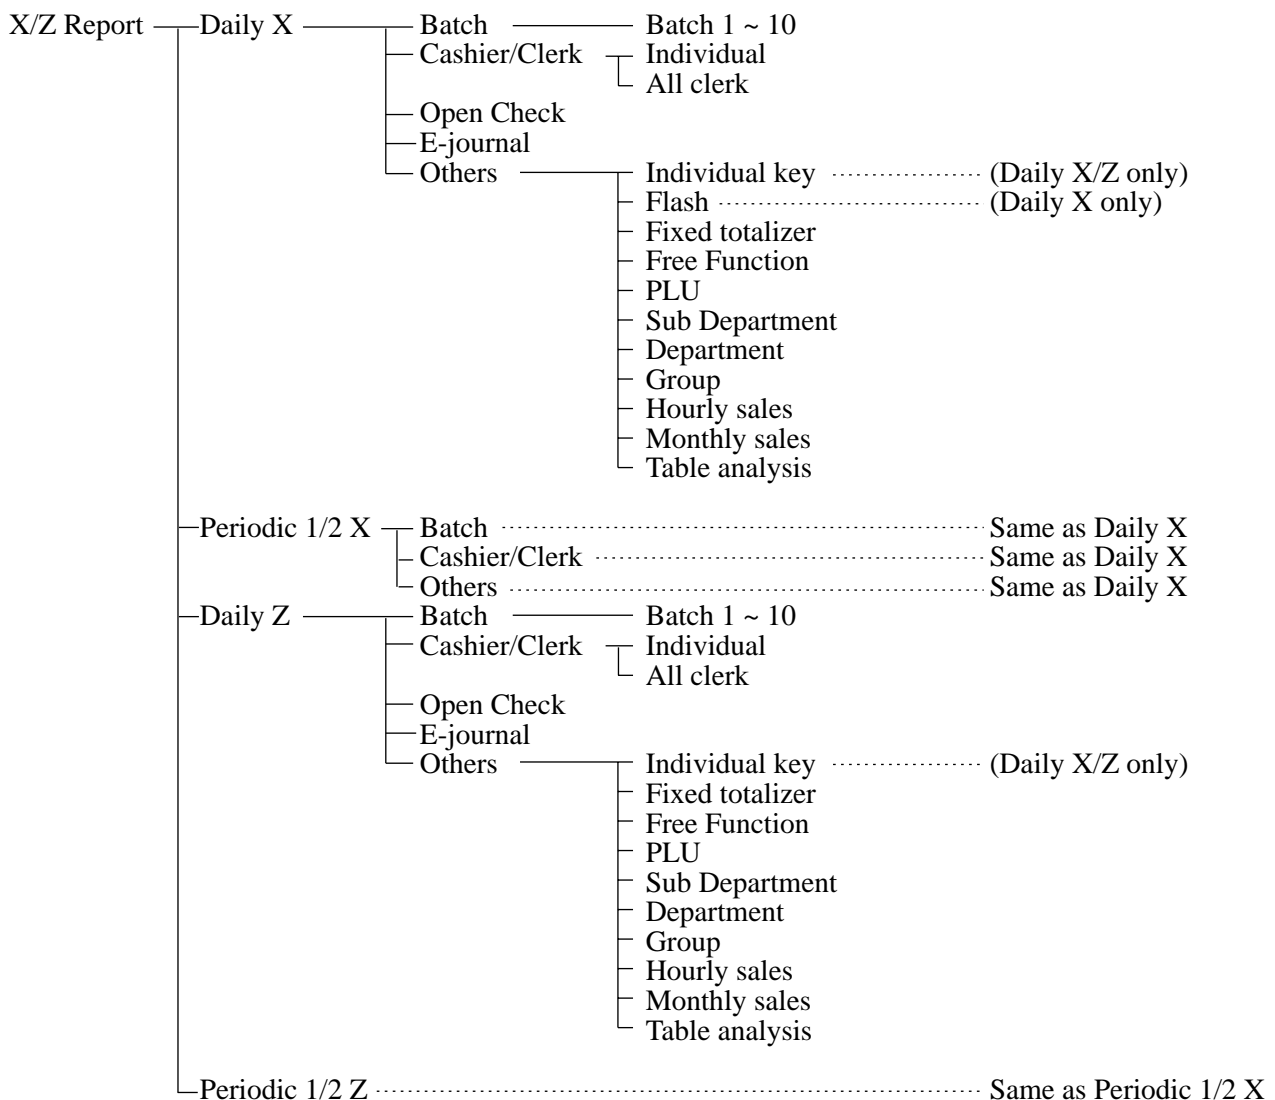 X/Z Report Daily X Batch Batch 1 ~ 10
Cashier/Clerk Individual
All clerk
Open Check
E-journal
Others Individual key (Daily X/Z only)
Flash (Daily X only)
Fixed totalizer
Free Function
PLU
Sub Department
Department
Group
Hourly sales
Monthly sales
Table analysis
Periodic 1/2 X Batch Same as Daily X
Cashier/Clerk Same as Daily X
Others Same as Daily X
Daily Z Batch Batch 1 ~ 10
Cashier/Clerk Individual
All clerk
Open Check
E-journal
Others Individual key (Daily X/Z only)
Fixed totalizer
Free Function
PLU
Sub Department
Department
Group
Hourly sales
Monthly sales
Table analysis
Periodic 1/2 Z Same as Periodic 1/2 X